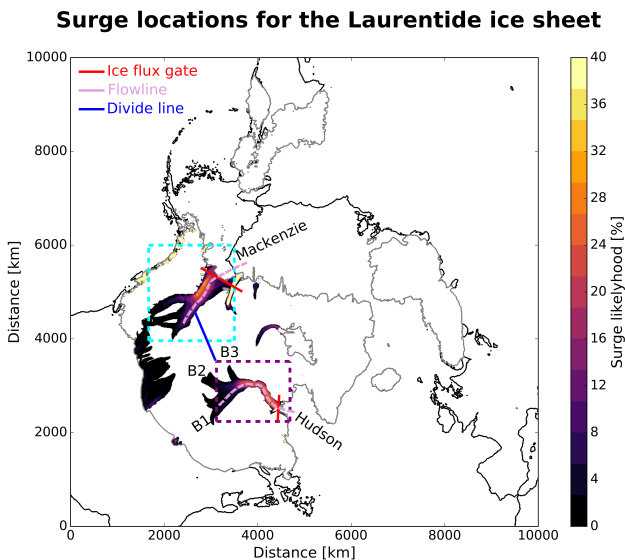 Surge locations for the Laurentide ice sheet
10000
8000
6000
4000
2000
0
Distance [km]
Ice flux gate
Flowline
Divide line
Mackenzie
B3
B2
B1
Hudson
0
2000
4000
6000
8000
10000
Distance [km]
40
36
32
28
24
20
16
12
8
4
0
Surge likelyhood [%]